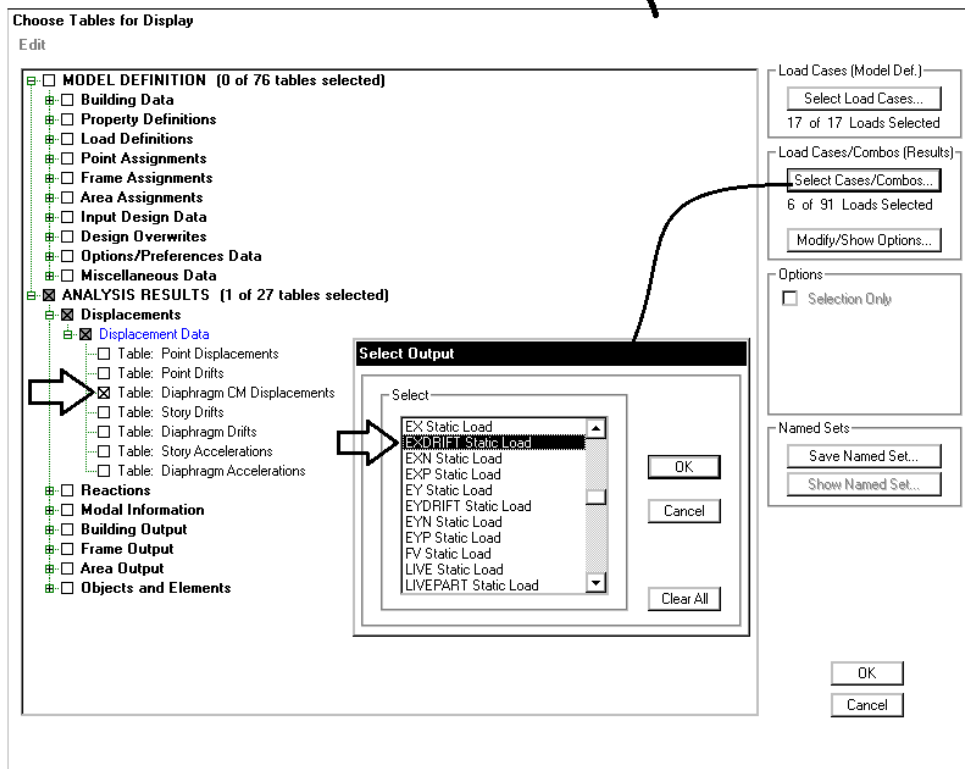 Choose Tables for Display
Edit
MODEL DEFINITION (0 of 76 tables selected)
Building Data
Property Definitions
Load Definitions
Point Assignments
Frame Assignments
Area Assignments
Input Design Data
Design Overwrites
Options/Preferences Data
Miscellaneous Data
ANALYSIS RESULTS (1 of 27 tables selected)
Displacements
Displacement Data
Table: Point Displacements
Table: Point Drifts
Table: Diaphragm CM Displacements
Table: Story Drifts
Table: Diaphragm Drifts
Table: Story Accelerations
Table: Diaphragm Accelerations
Reactions
Modal Information
Building Output
Frame Output
Area Output
Objects and Elements
Select Output
Select
EX Static Load
EXDRIFT Static Load
EXN Static Load
EXP Static Load
EY Static Load
EYDRIFT Static Load
EYN Static Load
EYP Static Load
FV Static Load
LIVE Static Load
LIVEPART Static Load
OK
Cancel
Clear All
Load Cases (Model Def.)
Select Load Cases...
17 of 17 Loads Selected
Load Cases/Combos (Results)
Select Cases/Combos...
6 of 91 Loads Selected
Modify/Show Options...
Options
Selection Only
Named Sets
Save Named Set...
Show Named Set...
OK
Cancel